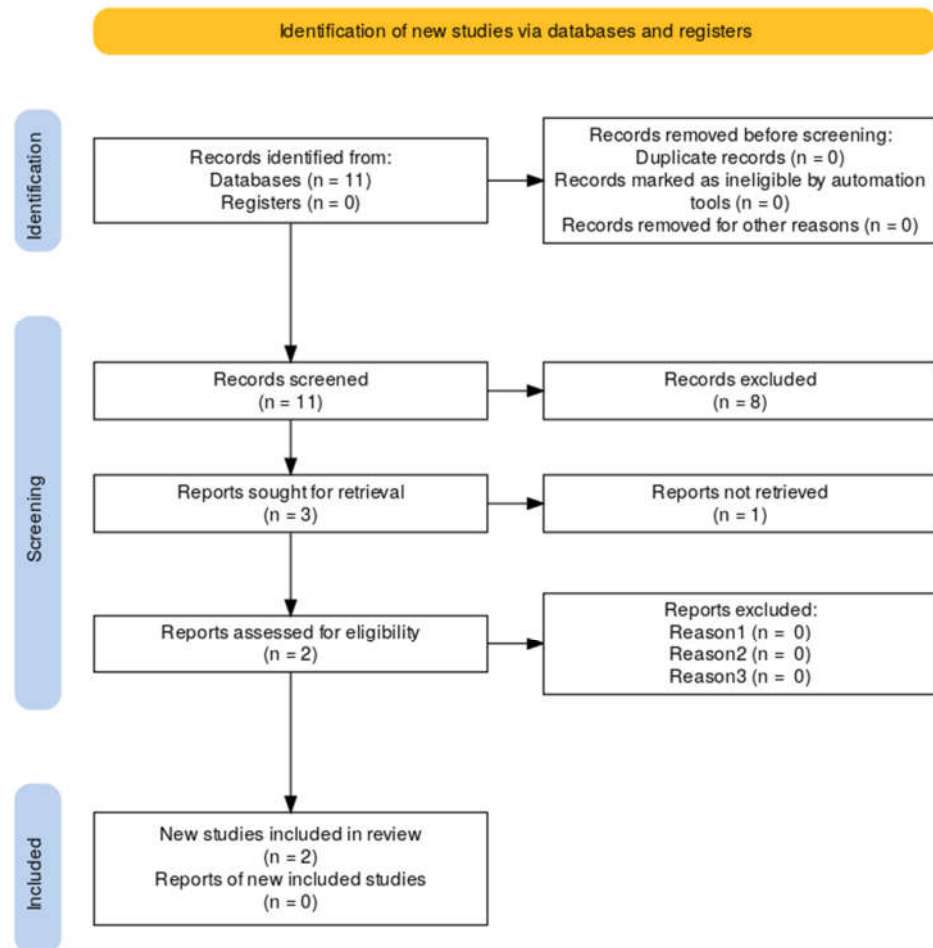 Identification of new studies via databases and registers
Identification
Records identified from:
Databases (n = 11)
Registers (n = 0)
Records removed before screening:
Duplicate records (n = 0)
Records marked as ineligible by automation
tools (n = 0)
Records removed for other reasons (n = 0)
Screening
Records screened
(n = 11)
Records excluded
(n = 8)
Reports sought for retrieval
(n = 3)
Reports not retrieved
(n = 1)
Reports assessed for eligibility
(n = 2)
Reports excluded:
Reason1 (n = 0)
Reason2 (n = 0)
Reason3 (n = 0)
Included
New studies included in review
(n = 2)
Reports of new included studies
(n = 0)